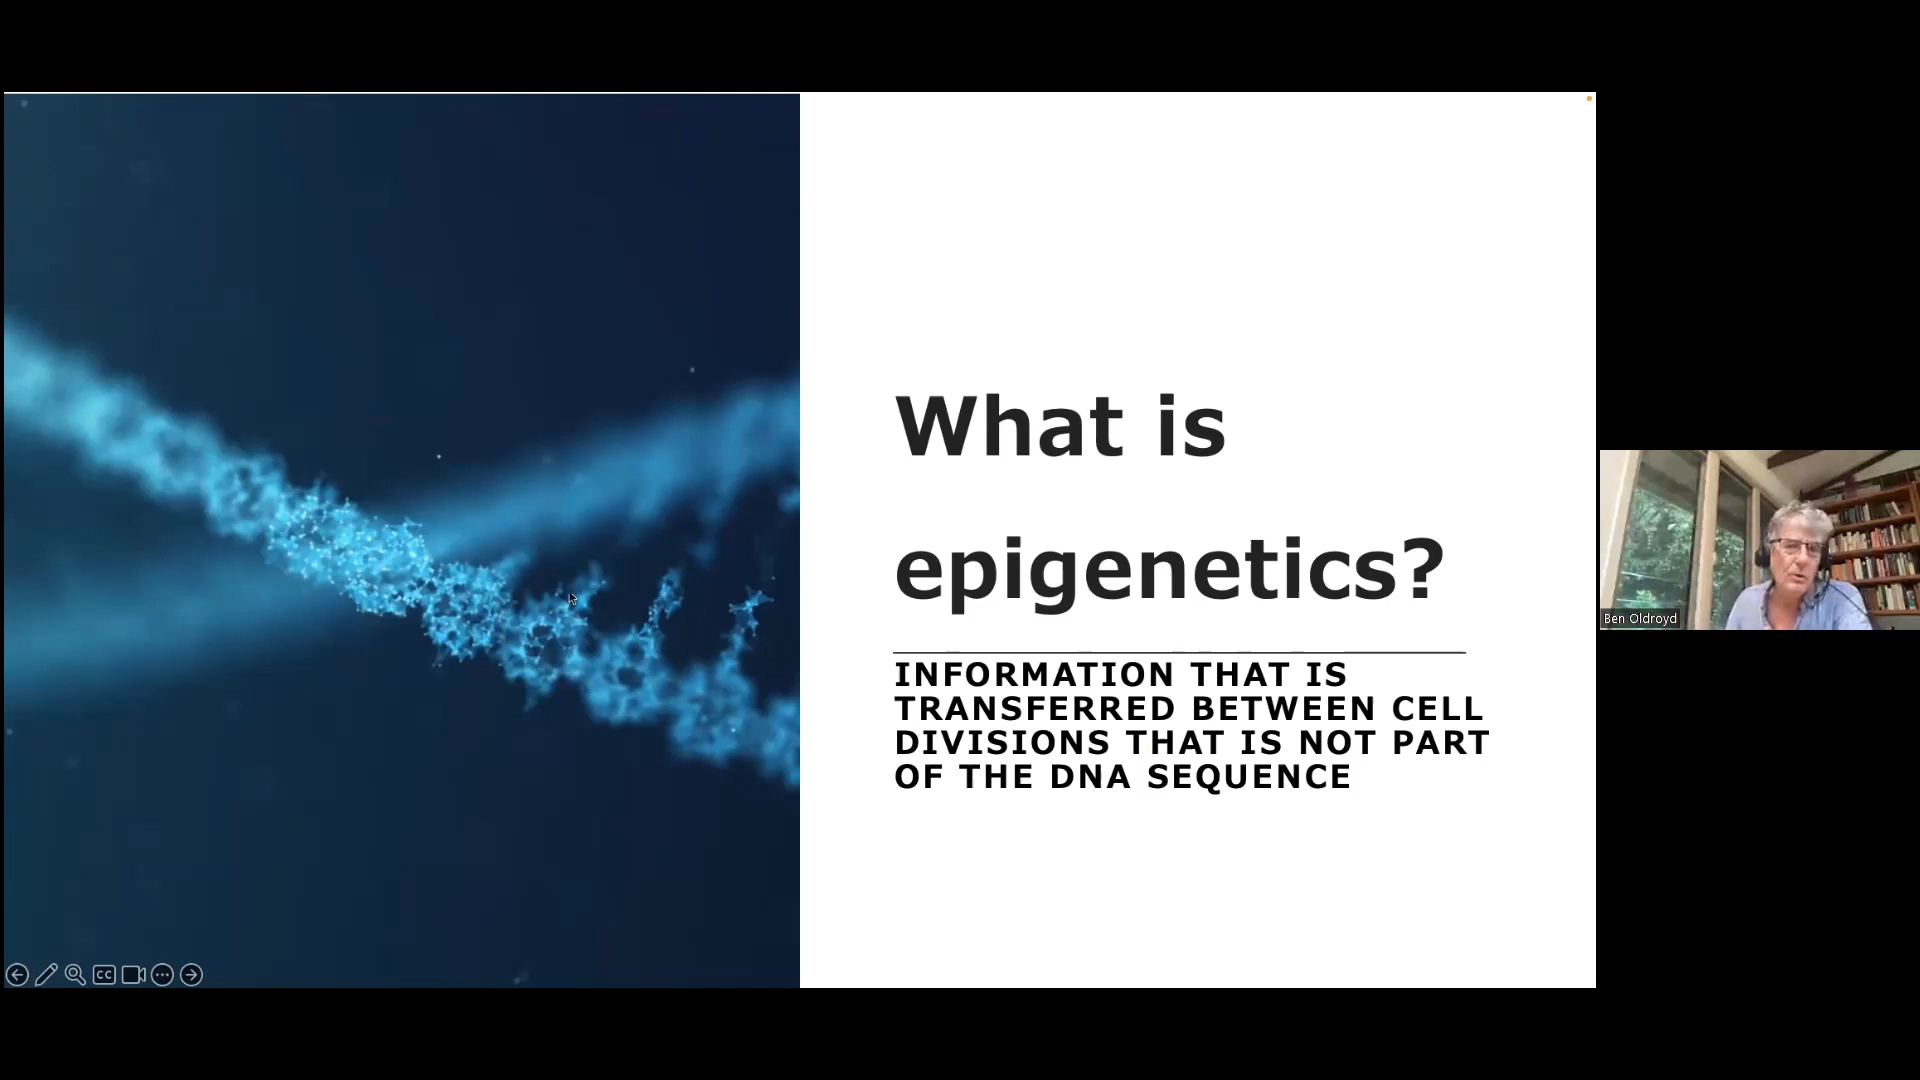 What is
epigenetics?
INFORMATION THAT IS
TRANSFERRED BETWEEN CELL
DIVISIONS THAT IS NOT PART
OF THE DNA SEQUENCE
Ben Oldroyd
CC